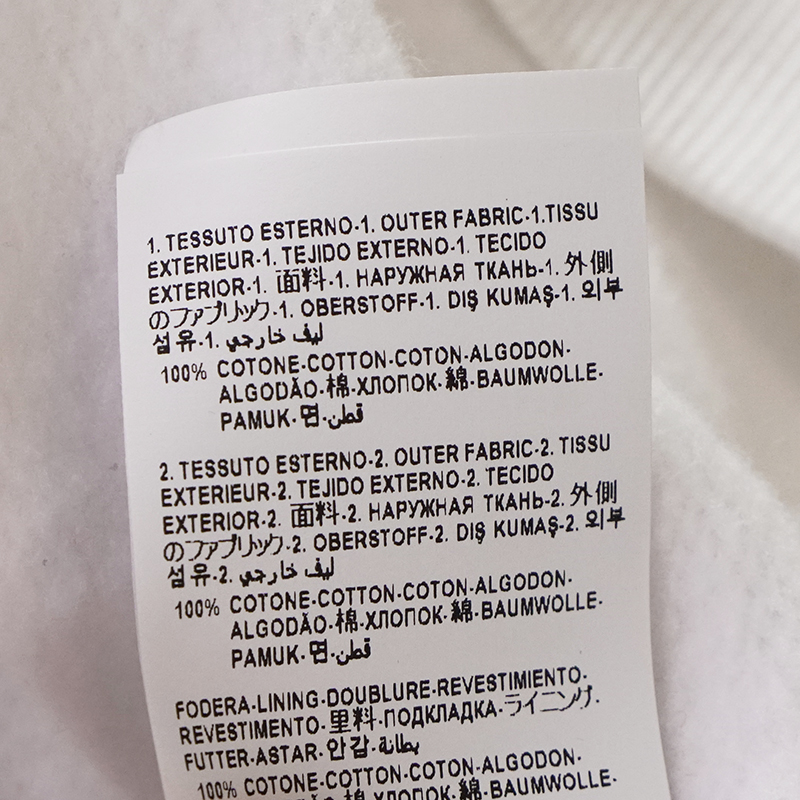 1. TESSUTO ESTERNO-1. OUTER FABRIC-1.TISSU
EXTERIEUR-1. TEJIDO EXTERNO-1. TECIDO
EXTERIOR-1. 面料-1. НАРУЖНАЯ ТКАНЬ-1. 外側
のファブリック-1. OBERSTOFF-1. DIŞ KUMAŞ-1. 외부
섬유-1. ليف خارجي
100% COTONE-COTTON-COTON-ALGODON-
ALGODÃO-棉-ХЛОПОК-綿-BAUMWOLLE-
PAMUK-면-قطن
2. TESSUTO ESTERNO-2. OUTER FABRIC-2. TISSU
EXTERIEUR-2. TEJIDO EXTERNO-2. TECIDO
EXTERIOR-2. 面料-2. НАРУЖНАЯ ТКАНЬ-2. 外側
のファブリック-2. OBERSTOFF-2. DIŞ KUMAŞ-2. 외부
섬유-2. ليف خارجي
100% COTONE-COTTON-COTON-ALGODON-
ALGODÃO-棉-ХЛОПОК-綿-BAUMWOLLE-
PAMUK-면-قطن
FODERA-LINING-DOUBLURE-REVESTIMIENTO-
REVESTIMENTO-里料-ПОДКЛАДКА-ライニング-
FUTTER-ASTAR-안감-بطانة
100% COTONE-COTTON-COTON-ALGODON-
ALGODÃO-棉-ХЛОПОК-綿-BAUMWOLLE-